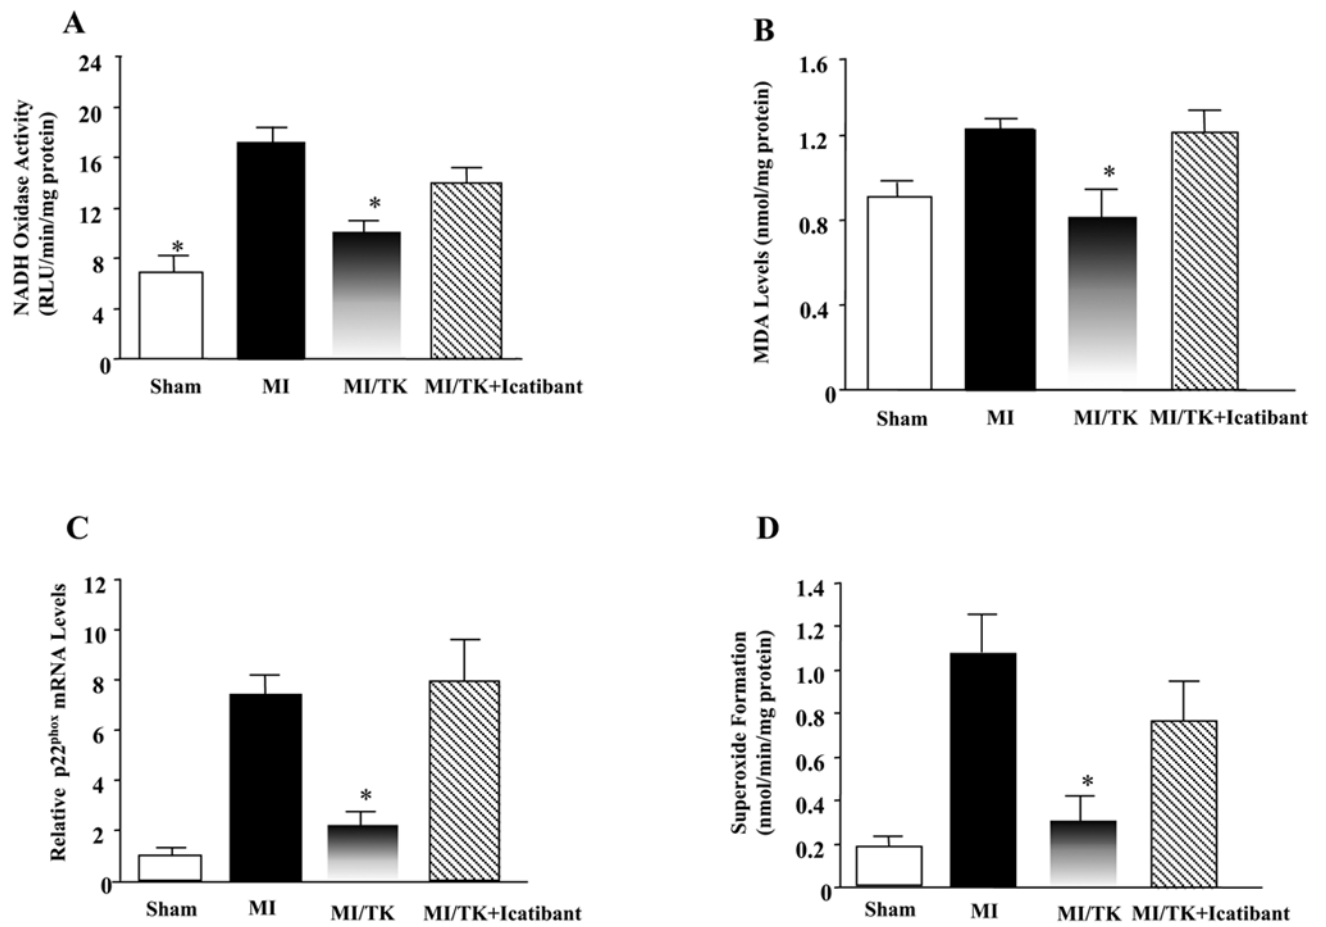 A
NADH Oxidase Activity
(RLU/min/mg protein)
24
20
16
12
8
4
0
*
*
Sham MI MI/TK MI/TK+Icatibant
B
MDA Levels (nmol/mg protein)
1.6
1.2
0.8
0.4
0
*
Sham MI MI/TK MI/TK+Icatibant
C
Relative p22phox mRNA Levels
12
10
8
6
4
2
0
*
Sham MI MI/TK MI/TK+Icatibant
D
Superoxide Formation
(nmol/min/mg protein)
1.4
1.2
1.0
0.8
0.6
0.4
0.2
0
*
Sham MI MI/TK MI/TK+Icatibant